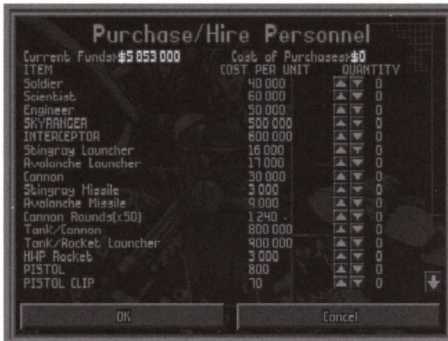 Purchase/Hire Personnel
Current Funds>$5 853 000 Cost of Purchases>$0
ITEM COST PER UNIT QUANTITY
Soldier 40 000 0
Scientist 60 000 0
Engineer 50 000 0
SKYRANGER 500 000 0
INTERCEPTOR 600 000 0
Stingray Launcher 16 000 0
Avalanche Launcher 17 000 0
Cannon 30 000 0
Stingray Missile 3 000 0
Avalanche Missile 9 000 0
Cannon Rounds(x50) 1 240 0
Tank/Cannon 800 000 0
Tank/Rocket Launcher 900 000 0
HWP Rocket 3 000 0
PISTOL 800 0
PISTOL CLIP 70 0
OK Cancel